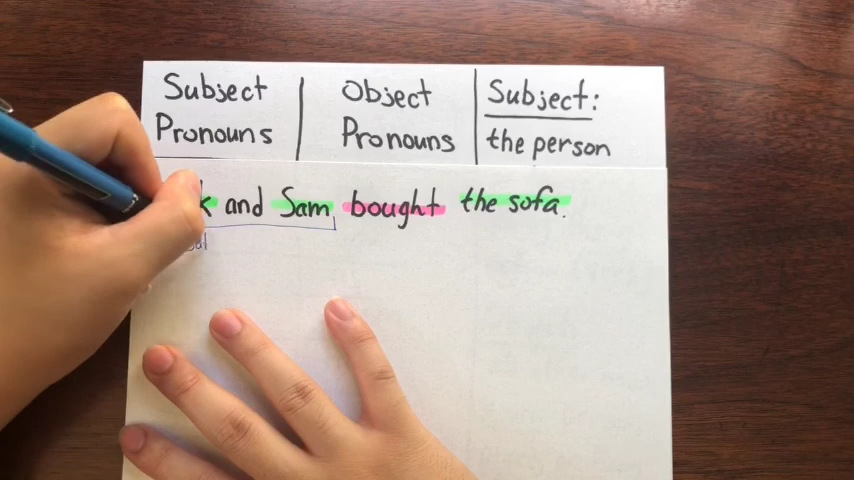 Subject Object Subject:
Pronouns Pronouns the person
and Sam bought the sofa.